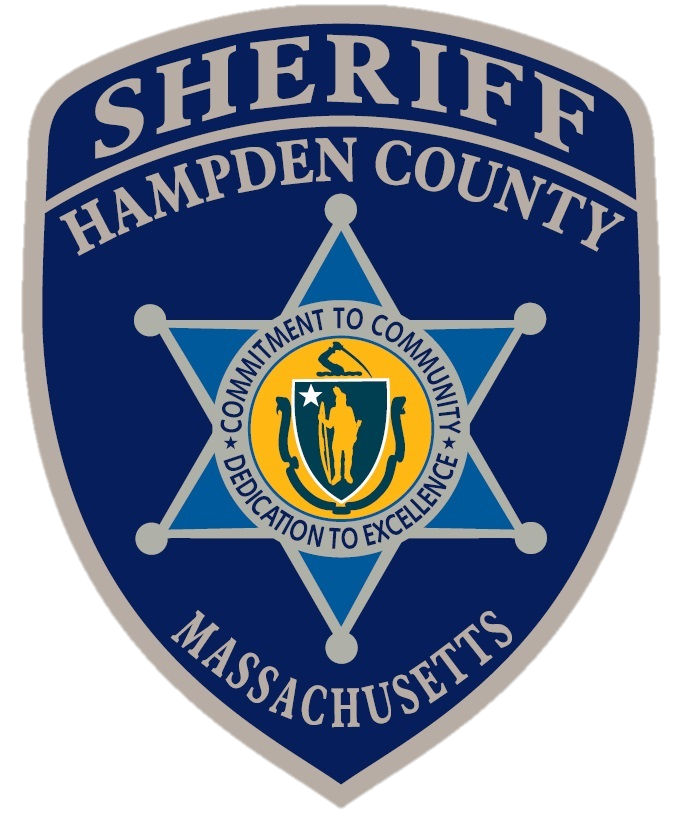 SHERIFF
HAMPDEN COUNTY
COMMITMENT TO COMMUNITY
★ DEDICATION TO EXCELLENCE ★
MASSACHUSETTS